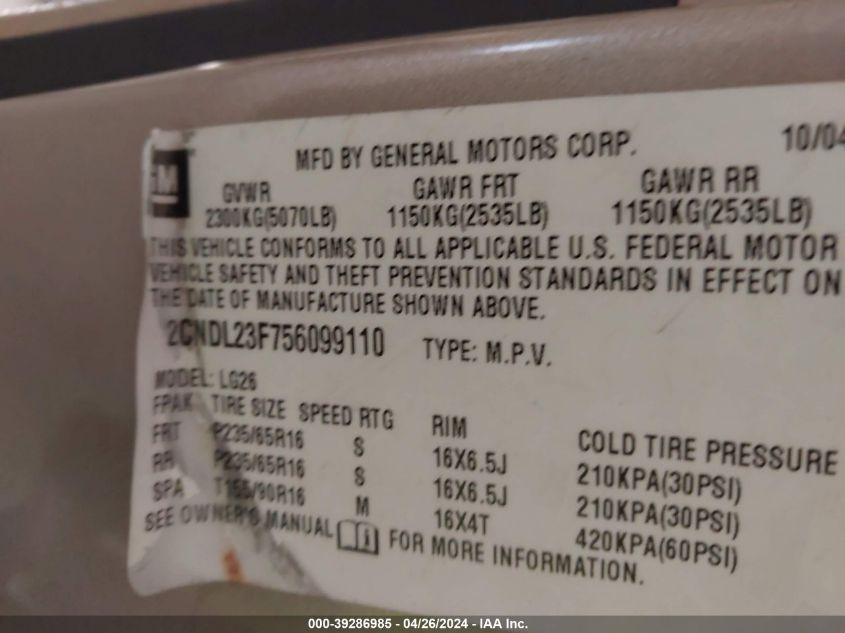 MFD BY GENERAL MOTORS CORP. 10/04
GM
GVWR GAWR FRT GAWR RR
2300KG(5070LB) 1150KG(2535LB) 1150KG(2535LB)
THIS VEHICLE CONFORMS TO ALL APPLICABLE U.S. FEDERAL MOTOR
VEHICLE SAFETY AND THEFT PREVENTION STANDARDS IN EFFECT ON
THE DATE OF MANUFACTURE SHOWN ABOVE.
2CNDL23F756099110 TYPE: M.P.V.
MODEL: LG26
FPAK TIRE SIZE SPEED RTG RIM COLD TIRE PRESSURE
FRT P235/65R16 S 16X6.5J 210KPA(30PSI)
RR P235/65R16 S 16X6.5J 210KPA(30PSI)
SPA T155/90R16 M 16X4T 420KPA(60PSI)
SEE OWNER'S MANUAL FOR MORE INFORMATION.
000-39286985 - 04/26/2024 - IAA Inc.